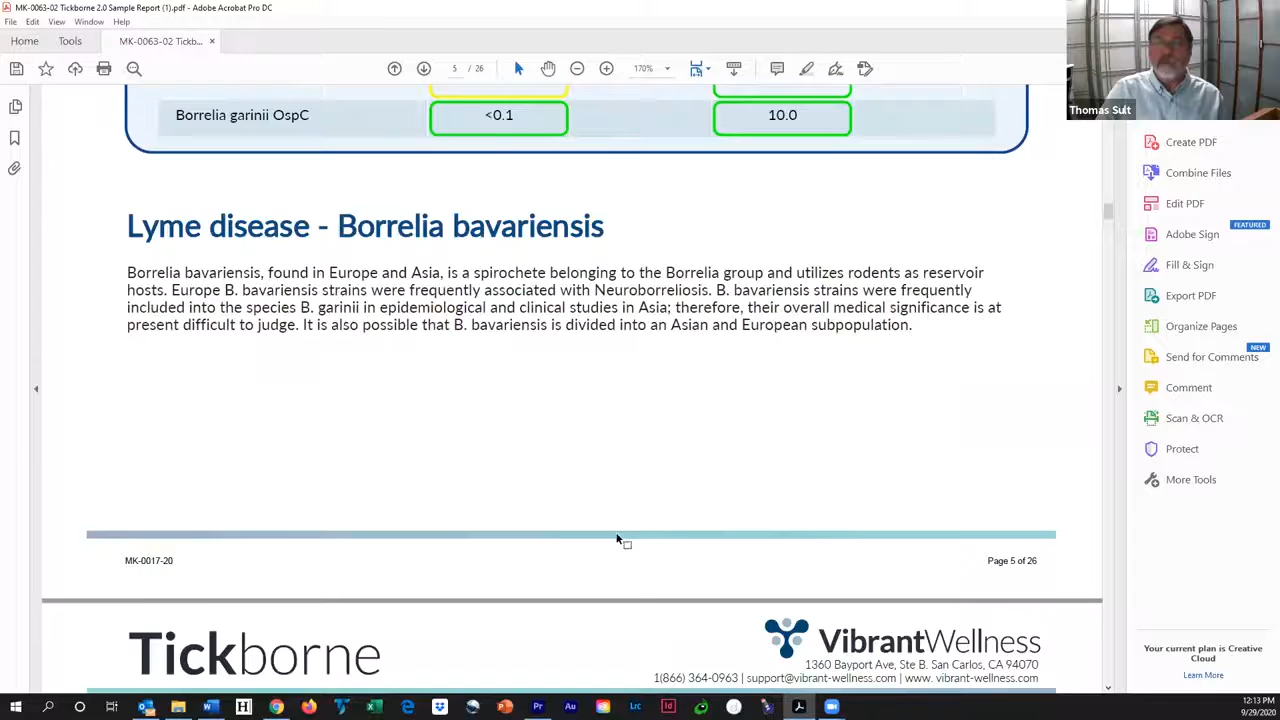 MK-0063-02 Tickborne 2.0 Sample Report (1).pdf - Adobe Acrobat Pro DC
File Edit View Window Help
Home Tools MK-0063-02 Tickb... ×
5 / 26 170%
Thomas Sult
Borrelia garinii OspC <0.1 10.0
Lyme disease - Borrelia bavariensis
Borrelia bavariensis, found in Europe and Asia, is a spirochete belonging to the Borrelia group and utilizes rodents as reservoir
hosts. Europe B. bavariensis strains were frequently associated with Neuroborreliosis. B. bavariensis strains were frequently
included into the species B. garinii in epidemiological and clinical studies in Asia; therefore, their overall medical significance is at
present difficult to judge. It is also possible that B. bavariensis is divided into an Asian and European subpopulation.
MK-0017-20 Page 5 of 26
Tickborne
VibrantWellness
1360 Bayport Ave, Ste B. San Carlos, CA 94070
1(866) 364-0963 | support@vibrant-wellness.com | www. vibrant-wellness.com
Create PDF
Combine Files
Edit PDF
FEATURED
Adobe Sign
Fill & Sign
Export PDF
Organize Pages
NEW
Send for Comments
Comment
Scan & OCR
Protect
More Tools
Your current plan is Creative
Cloud
Learn More
H Pr Au Lrc Id
12:13 PM
9/29/2020